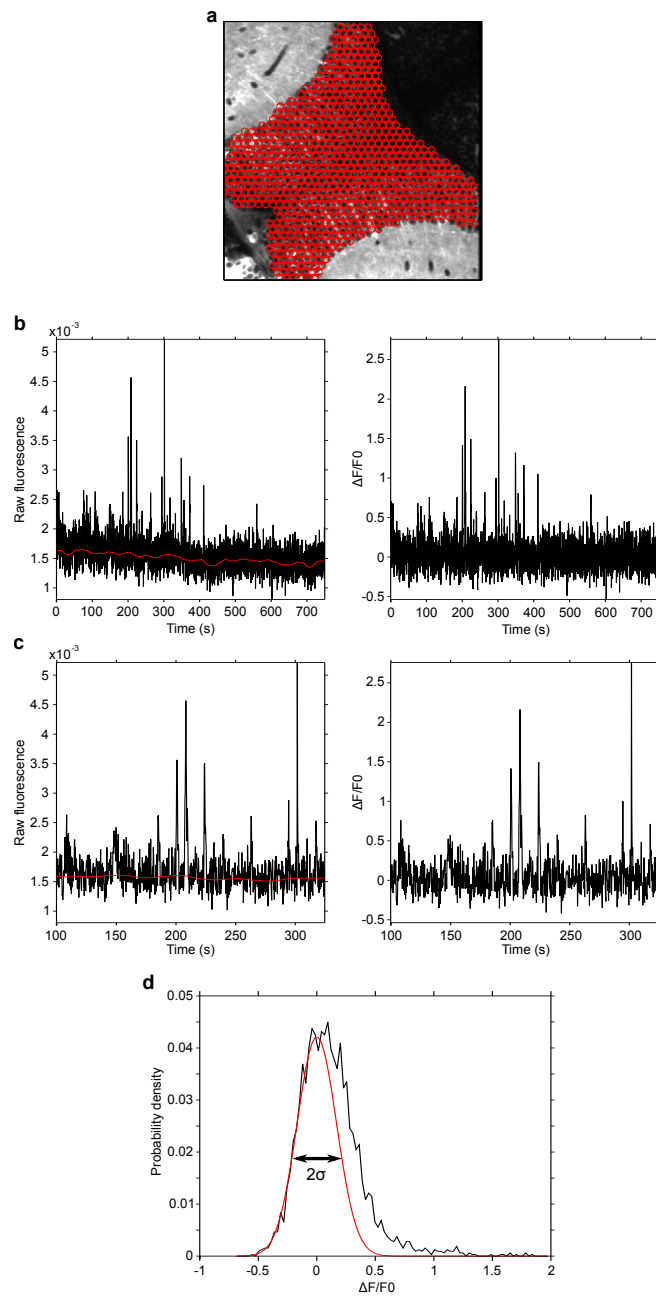 a
b
x10⁻³
5
4.5
4
3.5
3
2.5
2
1.5
1
Raw fluorescence
0 100 200 300 400 500 600 700
Time (s)
2.5
2
1.5
1
0.5
0
-0.5
ΔF/F0
0 100 200 300 400 500 600 700
Time (s)
c
x10⁻³
5
4.5
4
3.5
3
2.5
2
1.5
1
Raw fluorescence
100 150 200 250 300
Time (s)
2.5
2
1.5
1
0.5
0
-0.5
ΔF/F0
100 150 200 250 300
Time (s)
d
0.05
0.04
0.03
0.02
0.01
0
Probability density
2σ
-1 -0.5 0 0.5 1 1.5 2
ΔF/F0